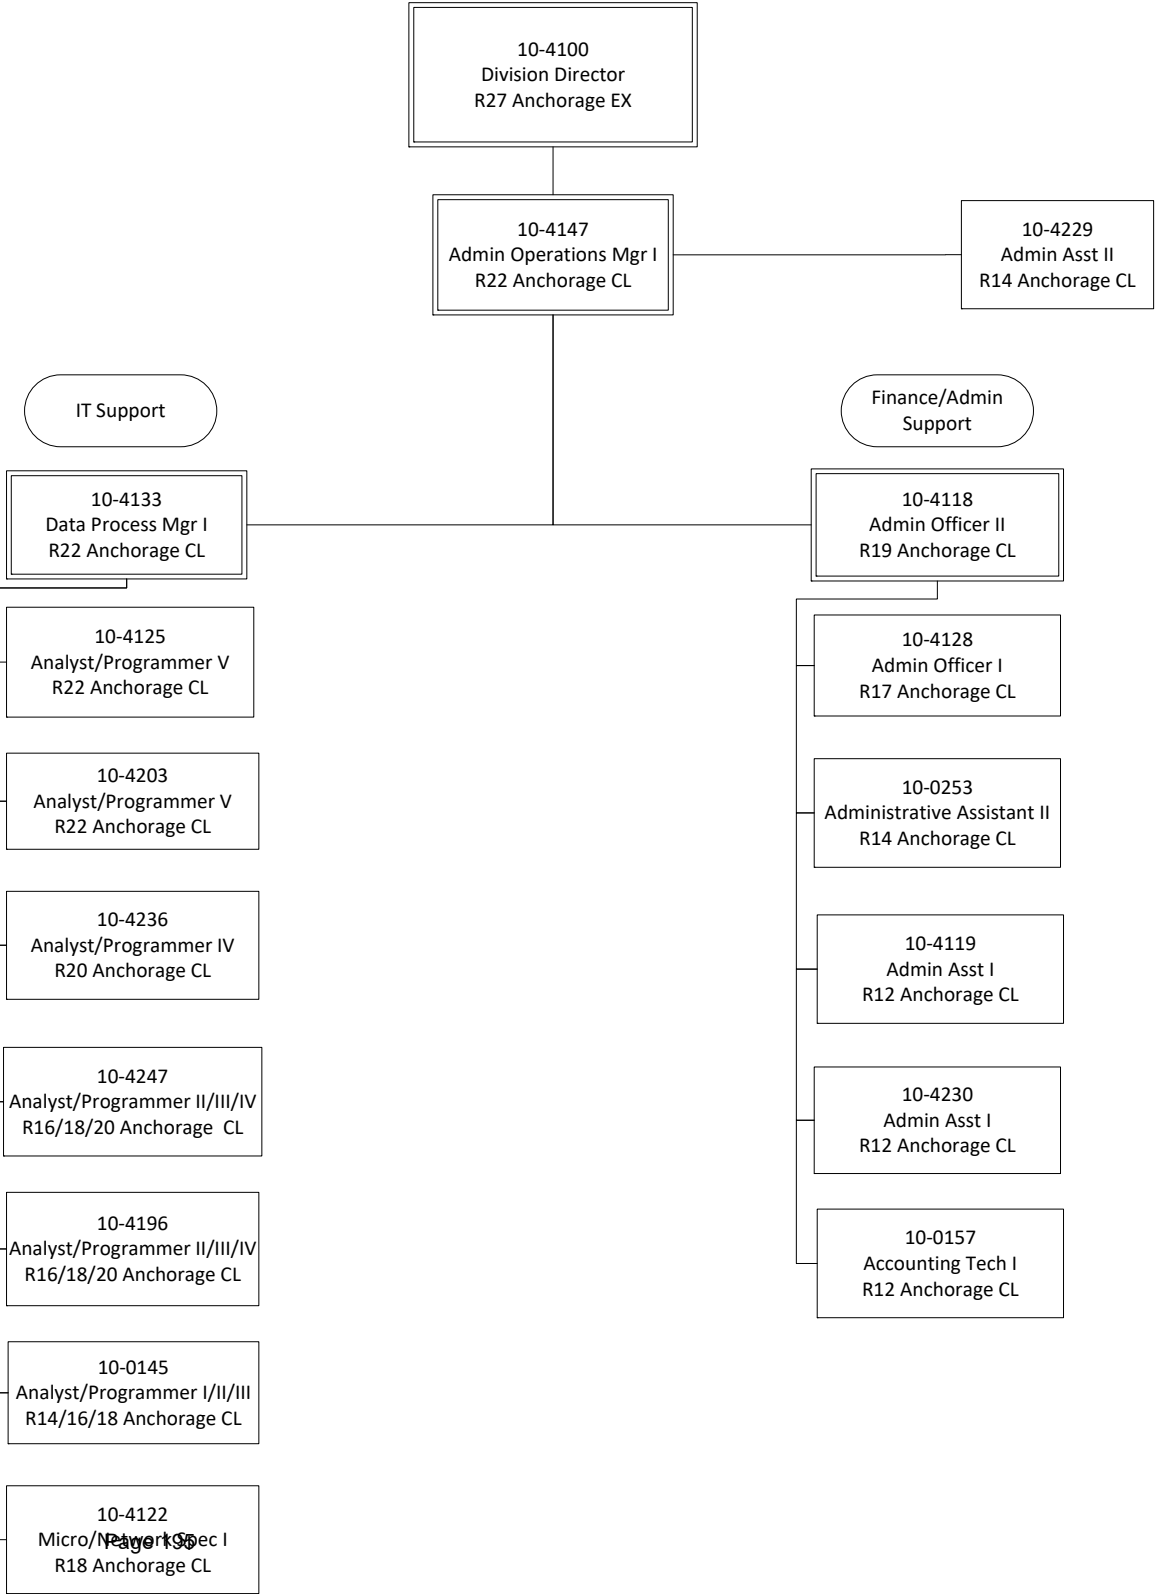 10-4100
Division Director
R27 Anchorage EX
10-4147
Admin Operations Mgr I
R22 Anchorage CL
10-4229
Admin Asst II
R14 Anchorage CL
IT Support
Finance/Admin
Support
10-4133
Data Process Mgr I
R22 Anchorage CL
10-4118
Admin Officer II
R19 Anchorage CL
10-4125
Analyst/Programmer V
R22 Anchorage CL
10-4128
Admin Officer I
R17 Anchorage CL
10-4203
Analyst/Programmer V
R22 Anchorage CL
10-0253
Administrative Assistant II
R14 Anchorage CL
10-4236
Analyst/Programmer IV
R20 Anchorage CL
10-4119
Admin Asst I
R12 Anchorage CL
10-4247
Analyst/Programmer II/III/IV
R16/18/20 Anchorage  CL
10-4230
Admin Asst I
R12 Anchorage CL
10-4196
Analyst/Programmer II/III/IV
R16/18/20 Anchorage CL
10-0157
Accounting Tech I
R12 Anchorage CL
10-0145
Analyst/Programmer I/II/III
R14/16/18 Anchorage CL
10-4122
Micro/Network Spec I
Page
R18 Anchorage CL